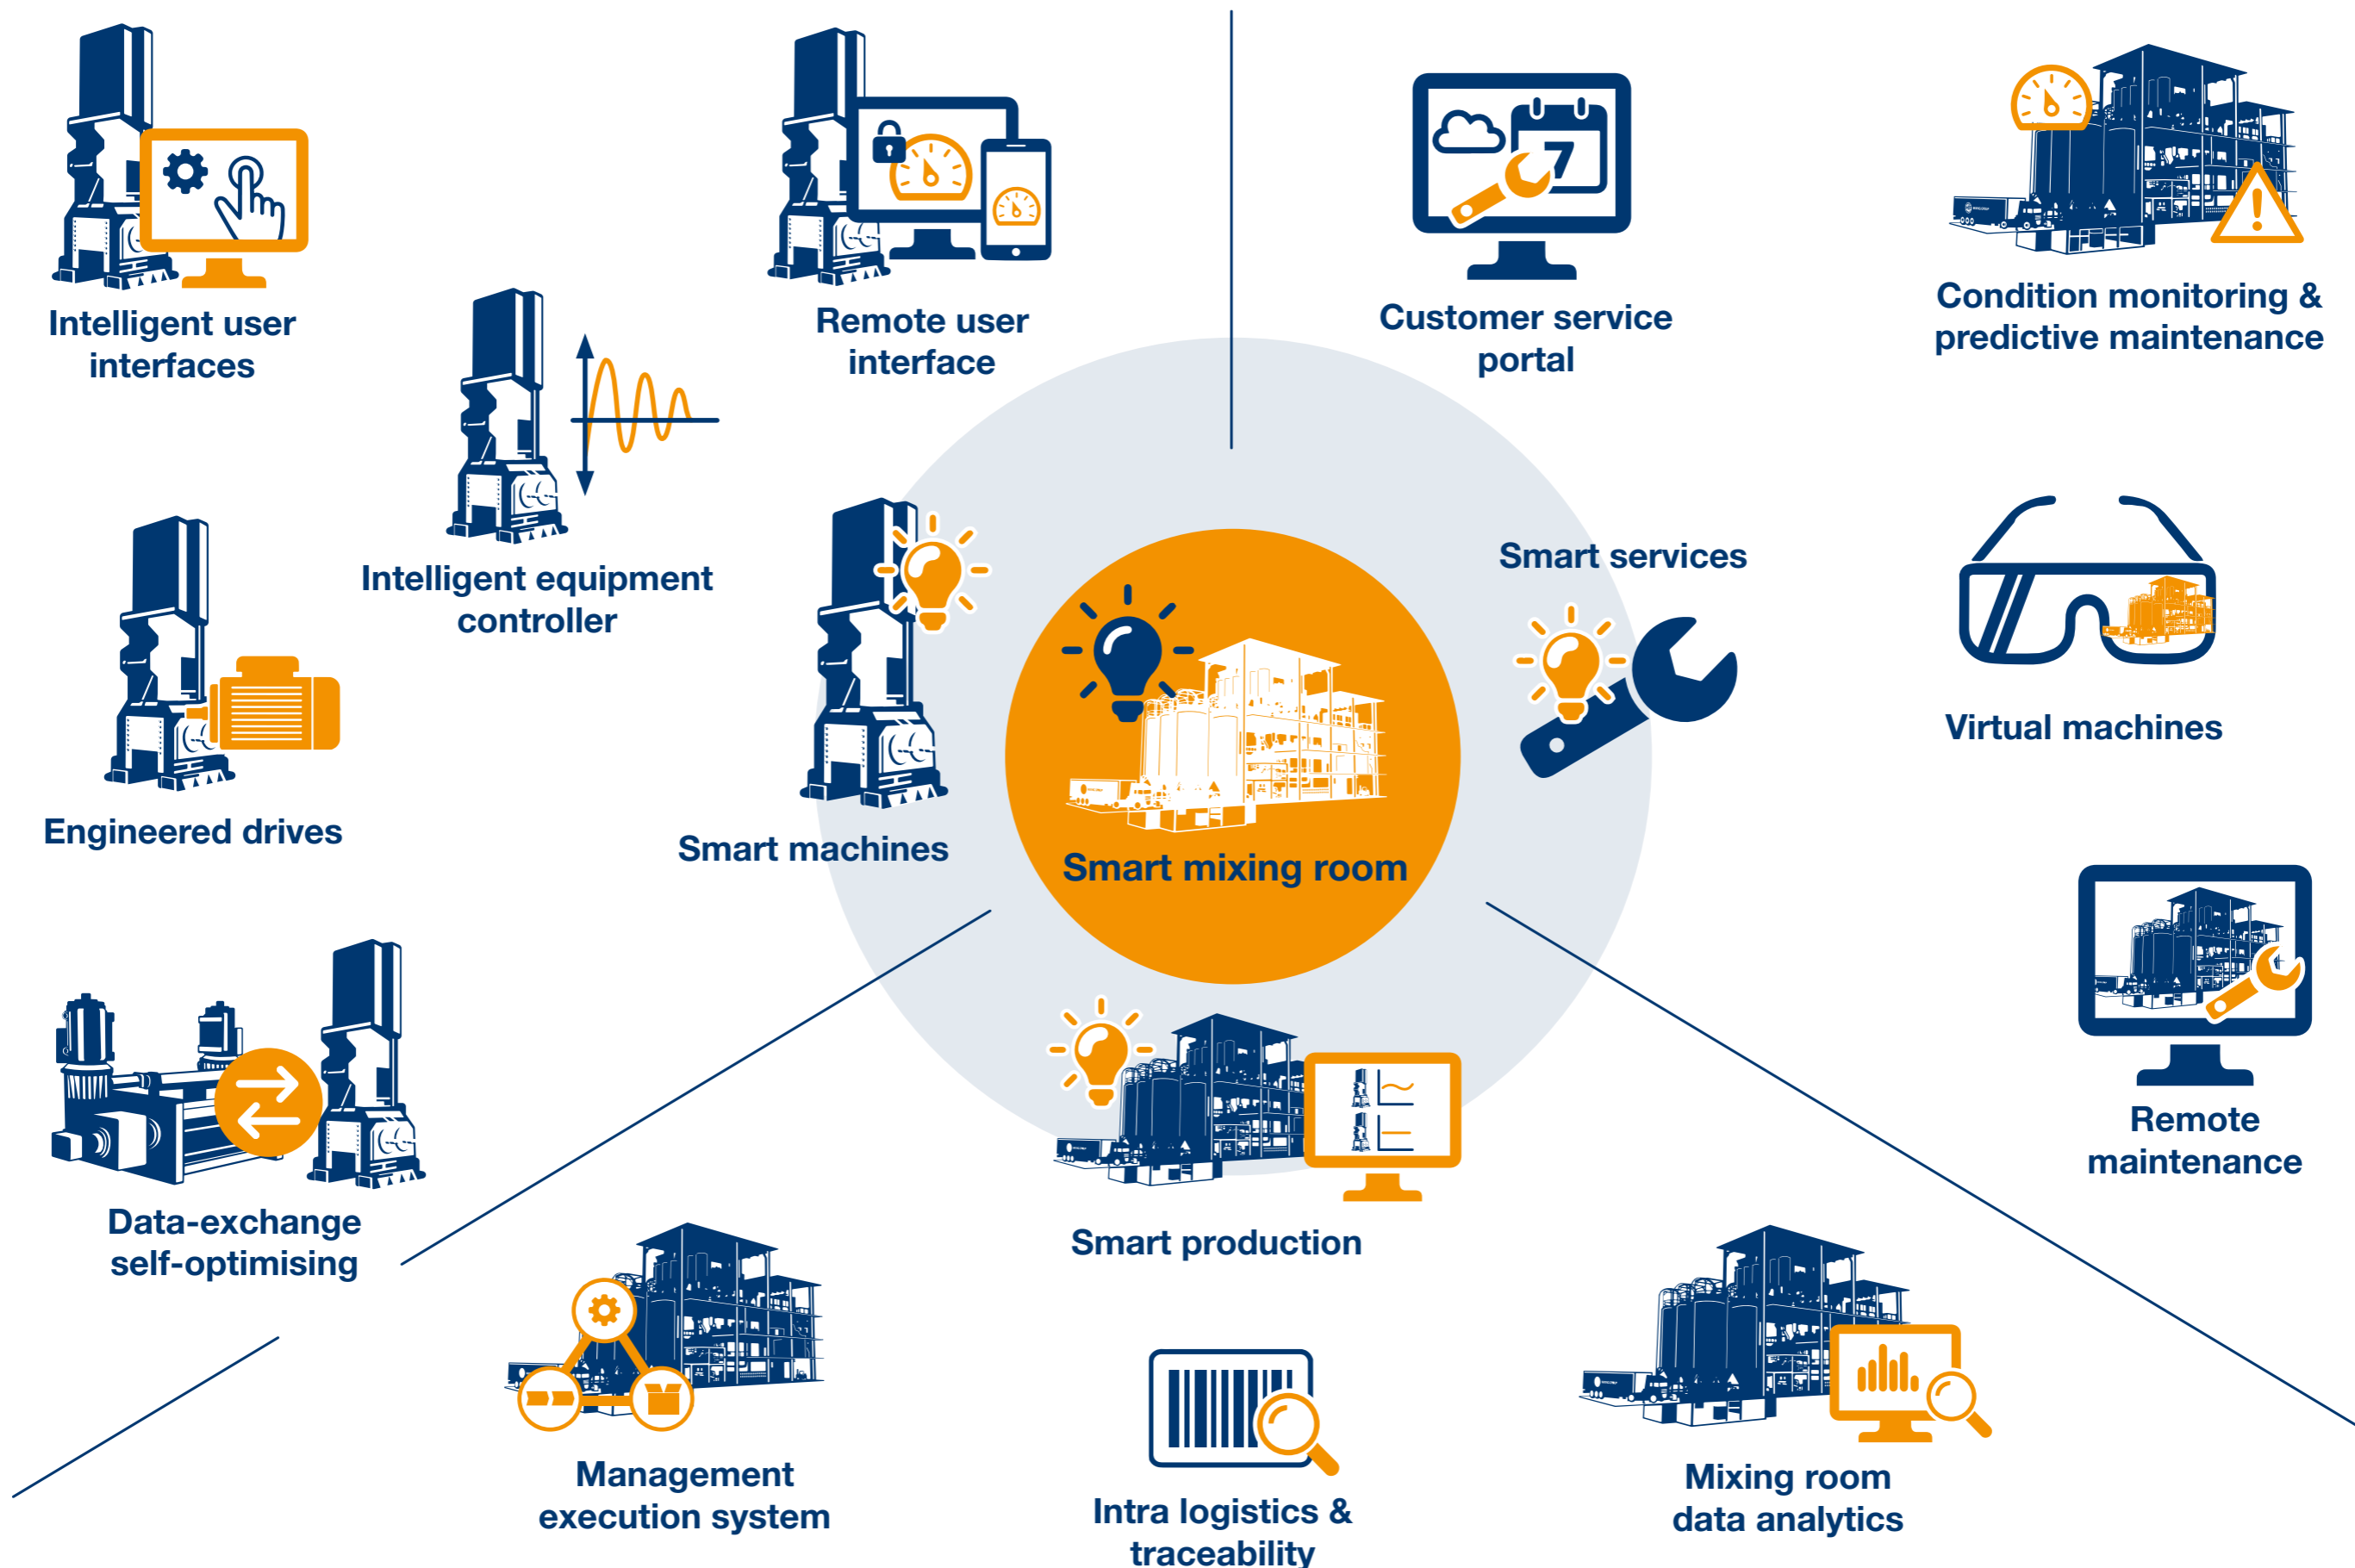 Intelligent user
interfaces
Remote user
interface
Intelligent equipment
controller
Engineered drives
Smart machines
Data-exchange
self-optimising
7
Customer service
portal
Condition monitoring &
predictive maintenance
Smart services
Virtual machines
Remote
maintenance
Smart mixing room
Smart production
Management
execution system
Intra logistics &
traceability
Mixing room
data analytics